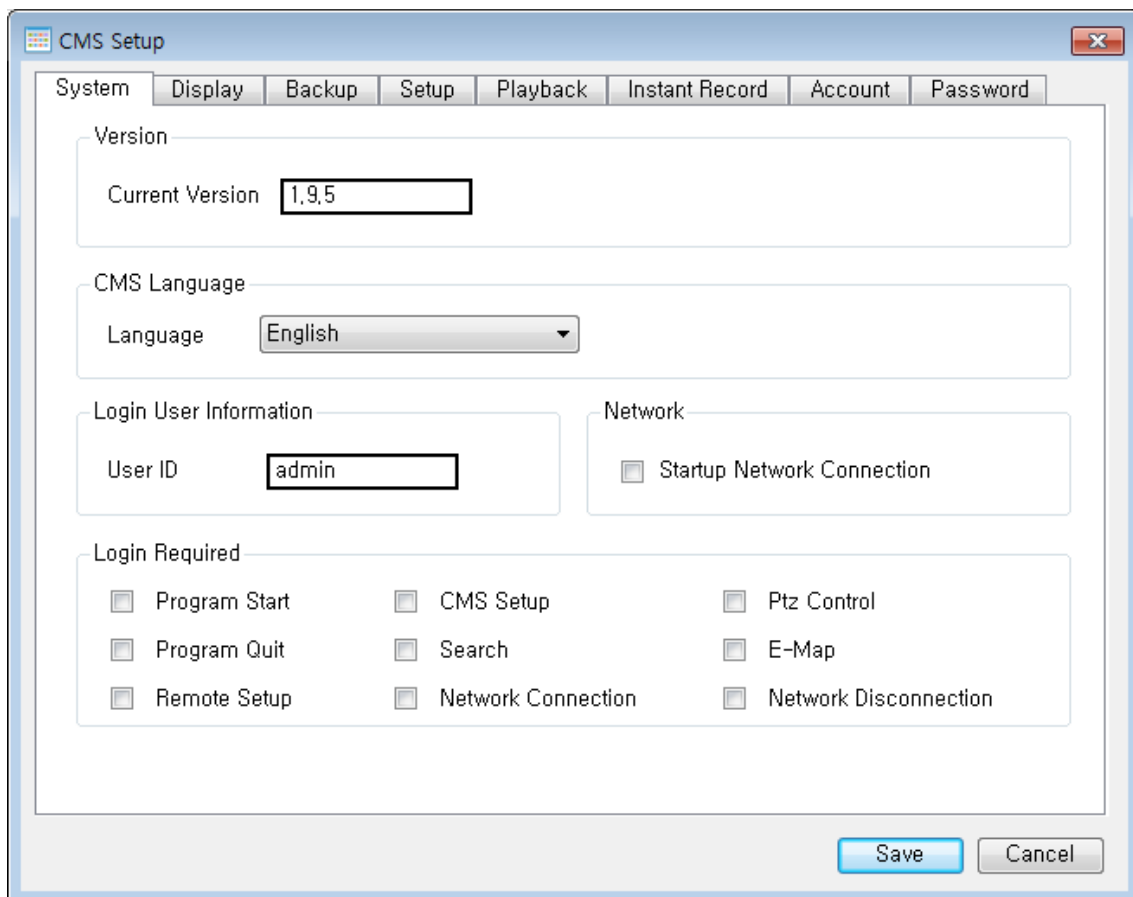 CMS Setup
System Display Backup Setup Playback Instant Record Account Password
Version
Current Version 1,9,5
CMS Language
Language English
Login User Information Network
User ID admin Startup Network Connection
Login Required
Program Start CMS Setup Ptz Control
Program Quit Search E-Map
Remote Setup Network Connection Network Disconnection
Save Cancel